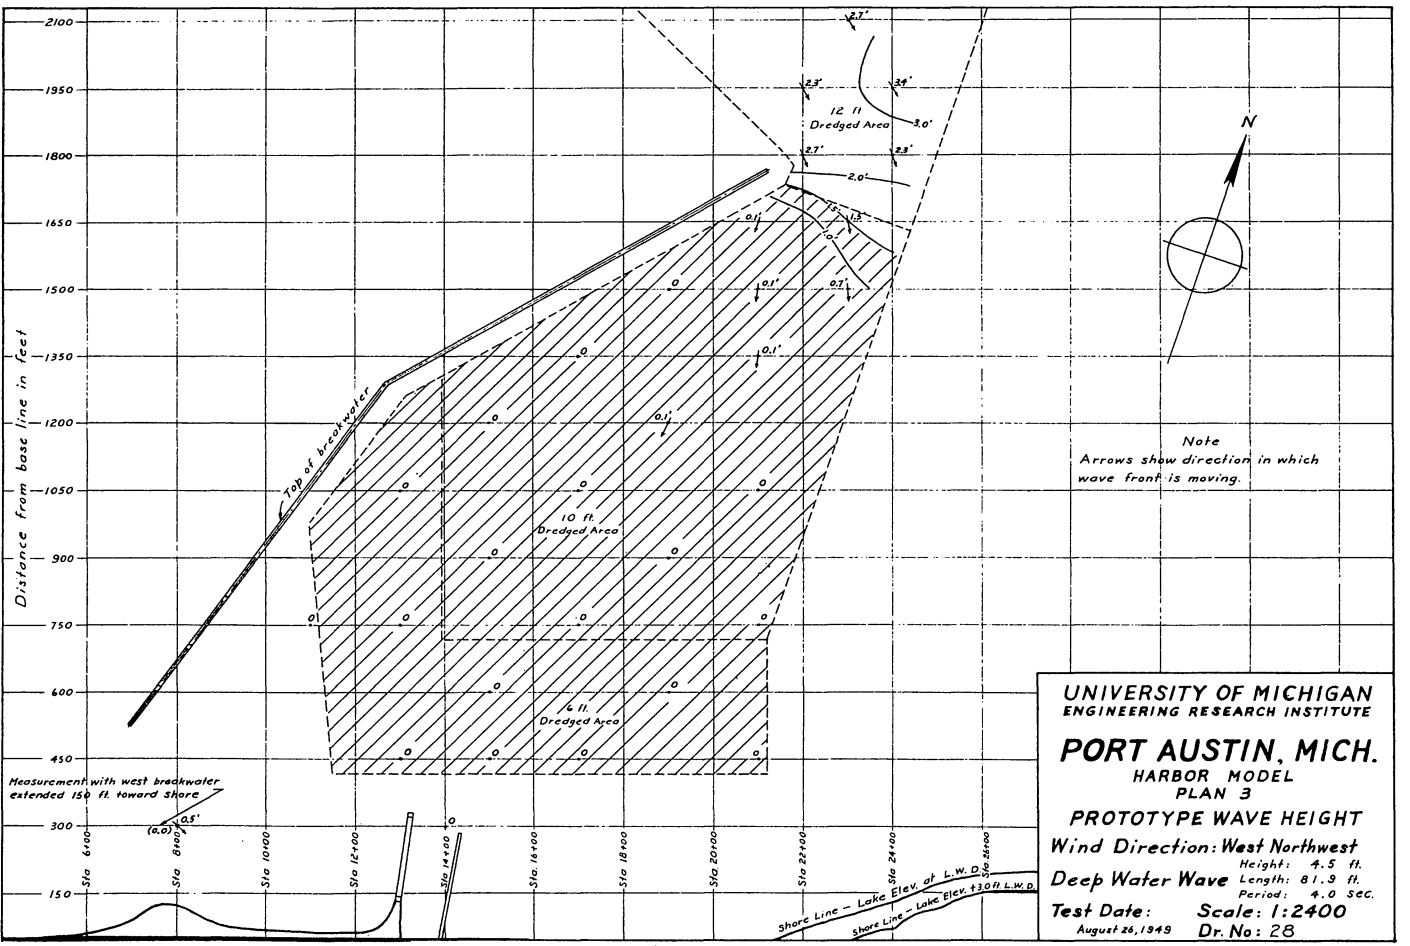 2100
1950
1800
1650
1500
1350
1200
1050
900
750
600
450
300
150
Distance from base line in feet
2.7'
2.3'
3.4'
12 ft
Dredged Area
3.0'
2.7'
2.3'
2.0'
0.1'
1.5'
1.5'
1.0'
0
0.1'
0.7'
0
0.1'
0
0.1'
Top of breakwater
0
0
0
10 ft.
Dredged Area
0
0
0
0
0
0
0
0
6 ft.
Dredged Area
0
0
0
0
Measurement with west breakwater
extended 150 ft. toward shore
(0.0)
0.5'
0
Sta 6+00
Sta 8+00
Sta 10+00
Sta 12+00
Sta 14+00
Sta 16+00
Sta 18+00
Sta 20+00
Sta 22+00
Sta 24+00
Sta 26+00
Shore Line - Lake Elev. at L.W.D.
Shore Line - Lake Elev. +3.0 ft. L.W.D.
N
Note
Arrows show direction in which
wave front is moving.
UNIVERSITY OF MICHIGAN
ENGINEERING RESEARCH INSTITUTE
PORT AUSTIN, MICH.
HARBOR MODEL
PLAN 3
PROTOTYPE WAVE HEIGHT
Wind Direction: West Northwest
Deep Water Wave
Height: 4.5 ft.
Length: 81.9 ft.
Period: 4.0 Sec.
Test Date: Scale: 1:2400
August 26, 1949 Dr. No: 28